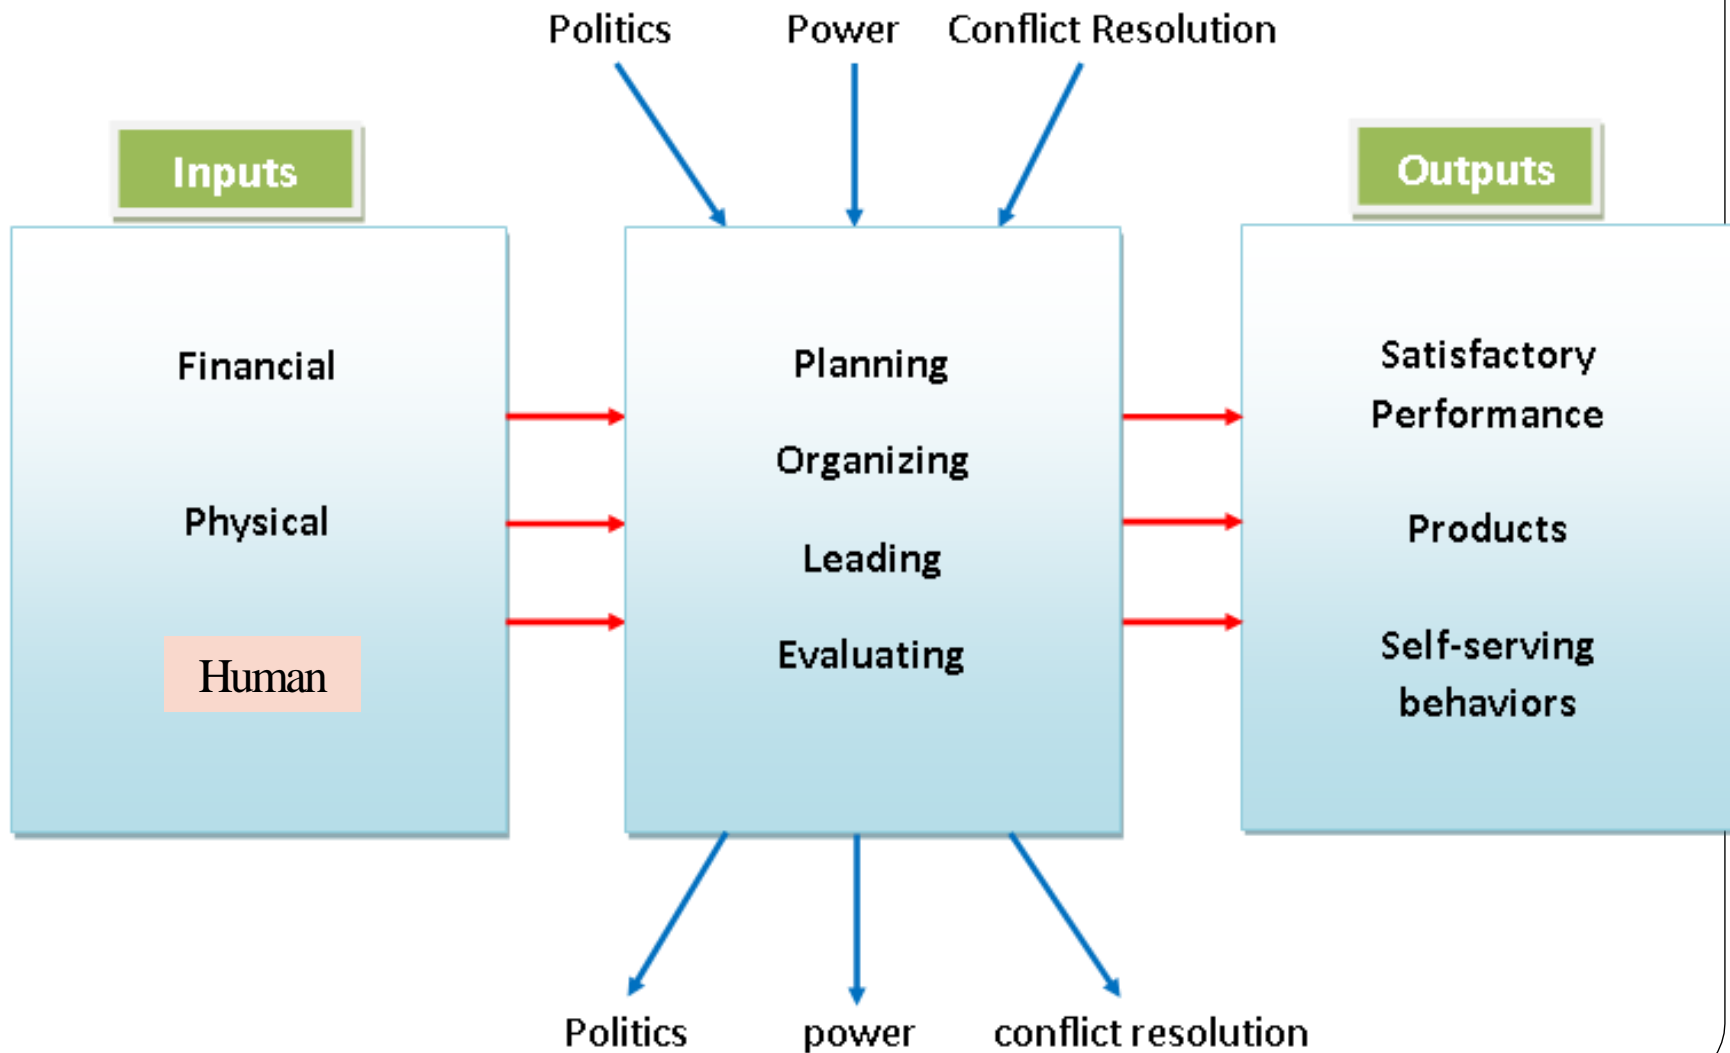 Politics Power Conflict Resolution
Inputs
Outputs
Financial
Physical
Human
Planning
Organizing
Leading
Evaluating
Satisfactory
Performance
Products
Self-serving
behaviors
Politics power conflict resolution